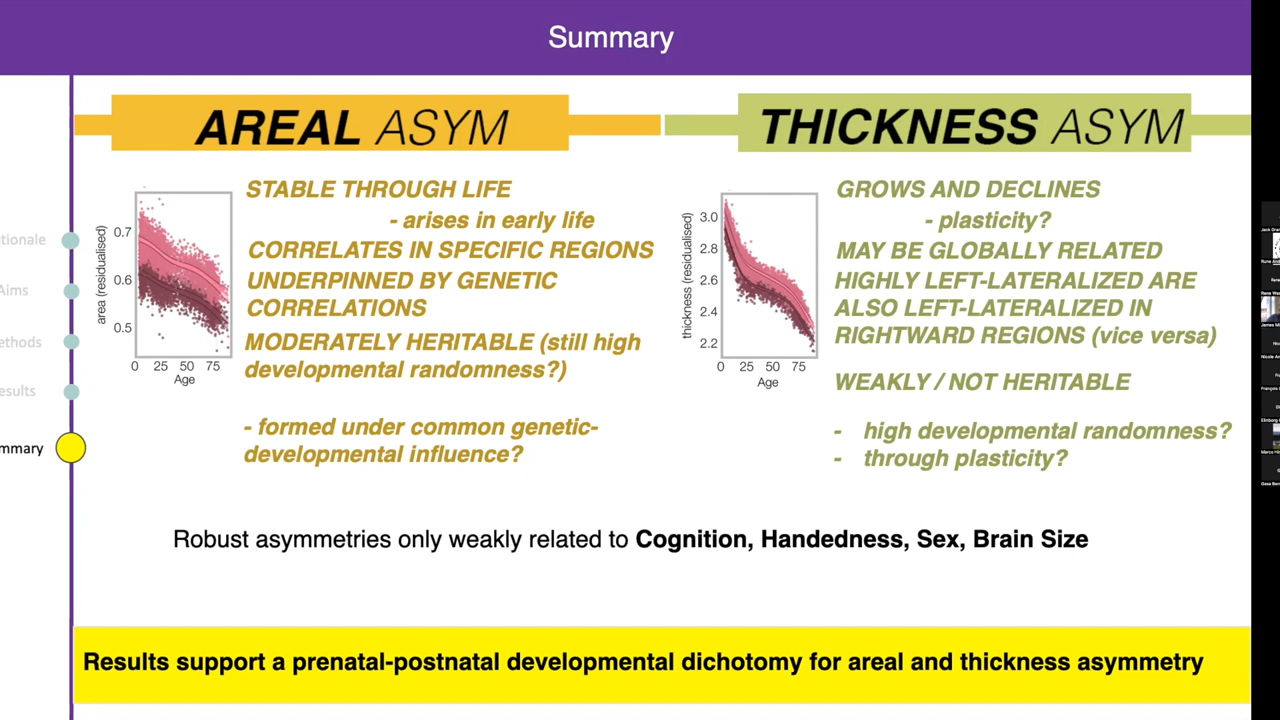 Summary
AREAL ASYM
STABLE THROUGH LIFE
- arises in early life
CORRELATES IN SPECIFIC REGIONS
UNDERPINNED BY GENETIC
CORRELATIONS
MODERATELY HERITABLE (still high
developmental randomness?)
- formed under common genetic-
developmental influence?
area (residualised)
0.7
0.6
0.5
0 25 50 75
Age
THICKNESS ASYM
GROWS AND DECLINES
- plasticity?
MAY BE GLOBALLY RELATED
HIGHLY LEFT-LATERALIZED ARE
ALSO LEFT-LATERALIZED IN
RIGHTWARD REGIONS (vice versa)
WEAKLY / NOT HERITABLE
- high developmental randomness?
- through plasticity?
thickness (residualised)
3.0
2.8
2.6
2.4
2.2
0 25 50 75
Age
tionale
Aims
ethods
esults
mmary
Robust asymmetries only weakly related to Cognition, Handedness, Sex, Brain Size
Results support a prenatal-postnatal developmental dichotomy for areal and thickness asymmetry